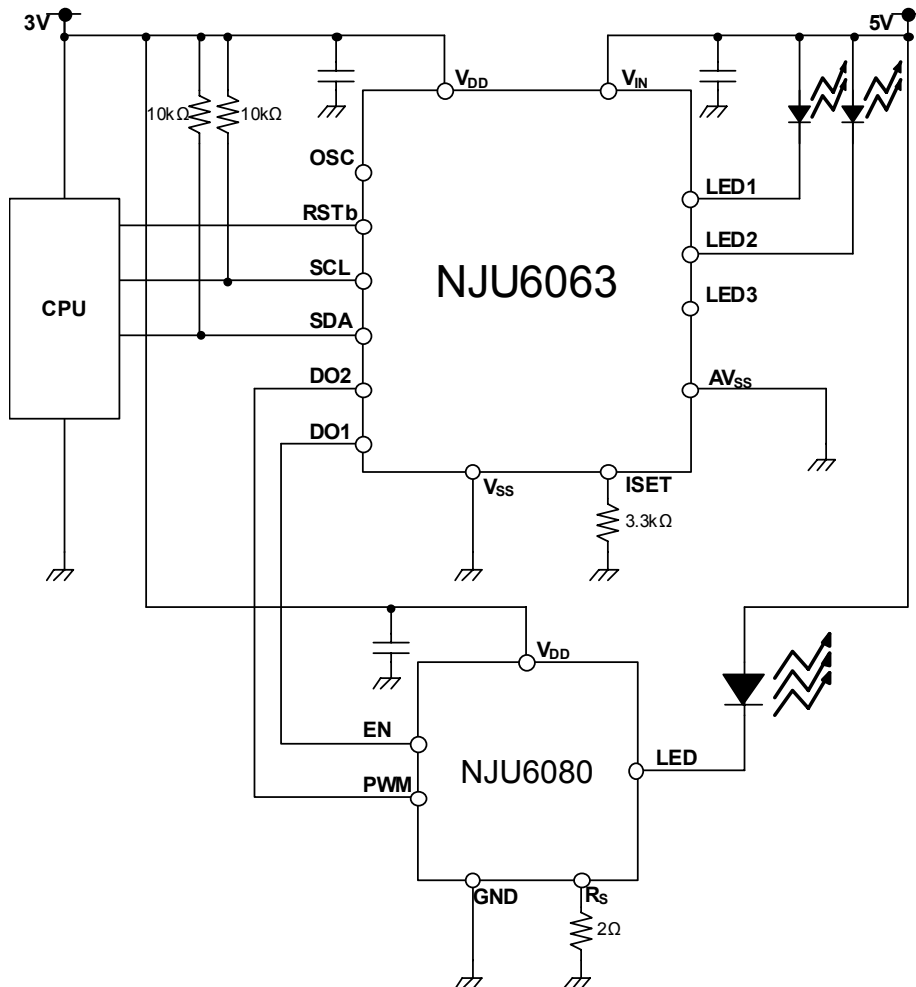 3V
5V
VDD
VIN
10kΩ
10kΩ
OSC
RSTb
LED1
SCL
LED2
NJU6063
CPU
SDA
LED3
DO2
AVSS
DO1
VSS
ISET
3.3kΩ
VDD
EN
LED
NJU6080
PWM
GND
RS
2Ω